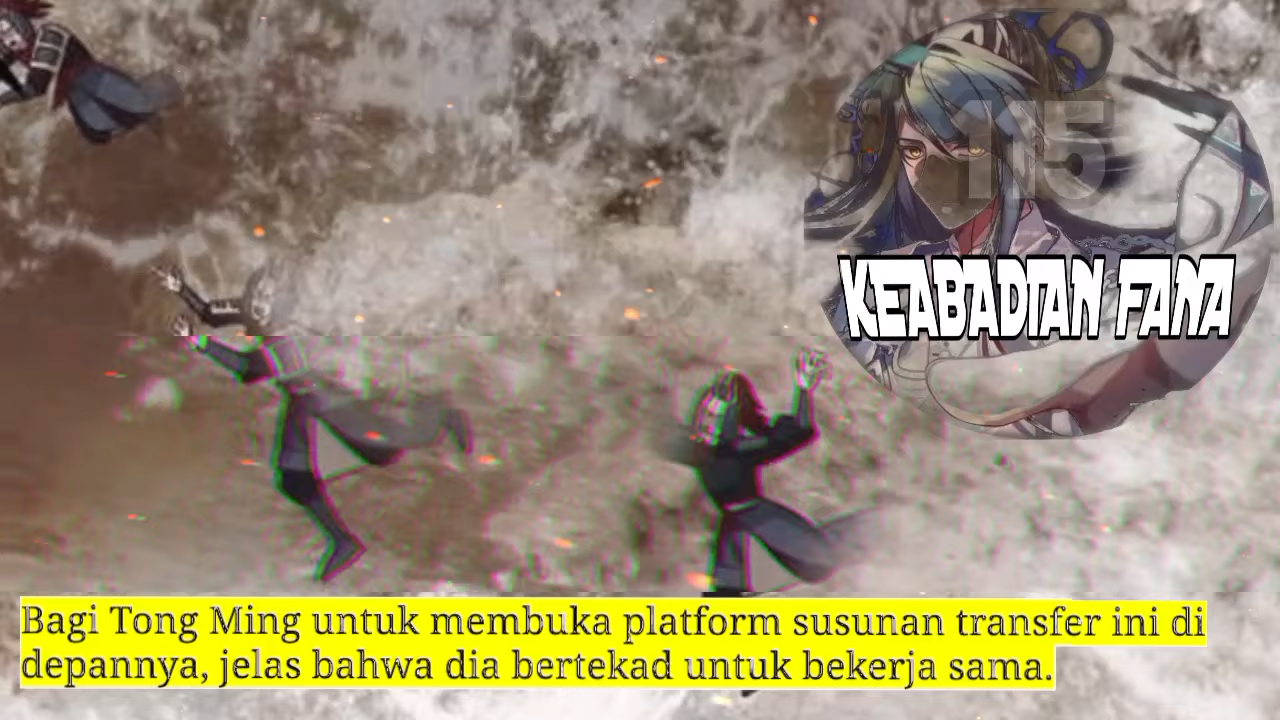 115
KEABADIAN FANA
Bagi Tong Ming untuk membuka platform susunan transfer ini di
depannya, jelas bahwa dia bertekad untuk bekerja sama.